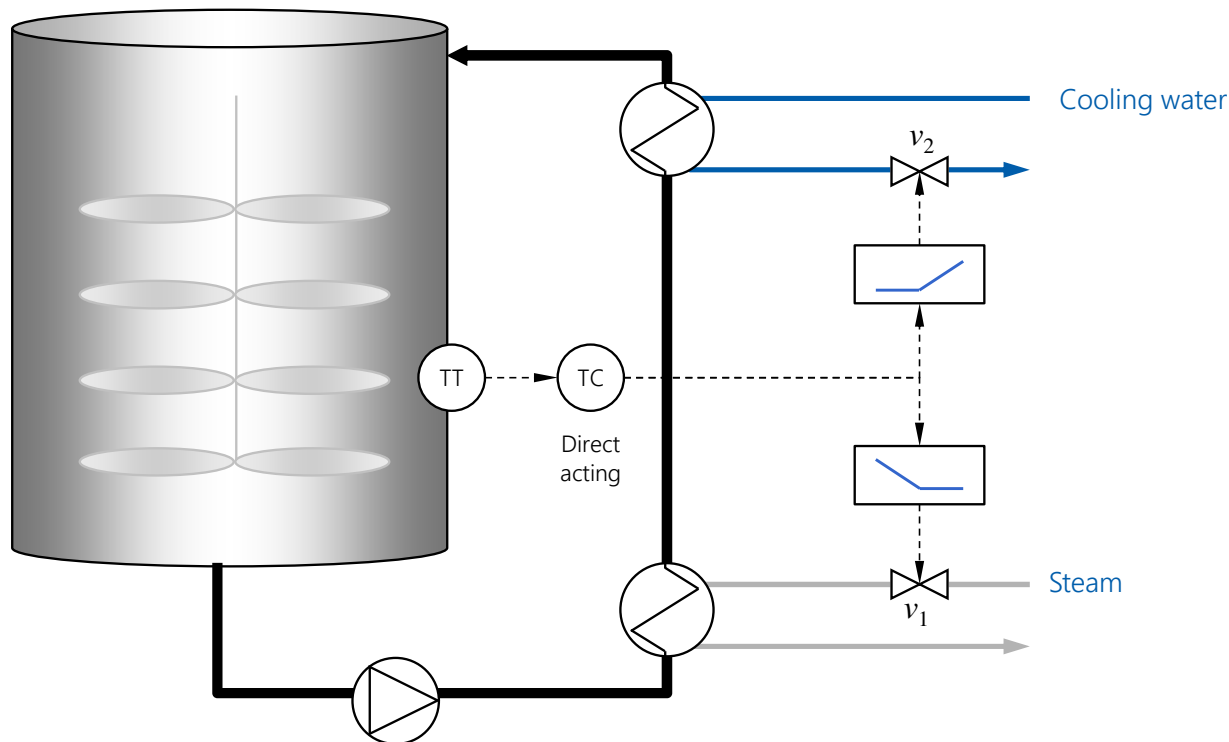 Cooling water
v2
TT
TC
Direct
acting
Steam
v1